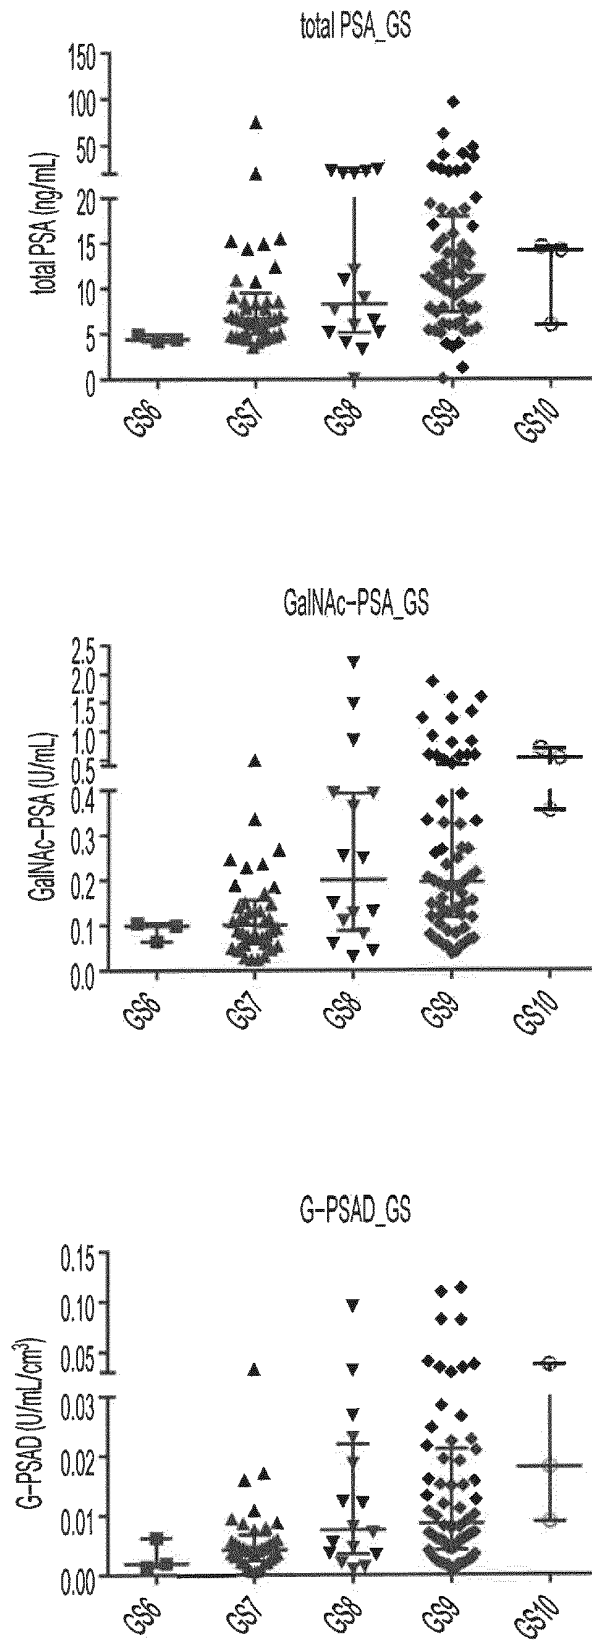 total PSA_GS
150
100
50
20
15
10
5
0
total PSA (ng/mL)
GS6
GS7
GS8
GS9
GS10
GalNAc-PSA_GS
2.5
2.0
1.5
1.0
0.5
0.4
0.3
0.2
0.1
0.0
GalNAc-PSA (U/mL)
GS6
GS7
GS8
GS9
GS10
G-PSAD_GS
0.15
0.10
0.05
0.03
0.02
0.01
0.00
G-PSAD (U/mL/cm³)
GS6
GS7
GS8
GS9
GS10